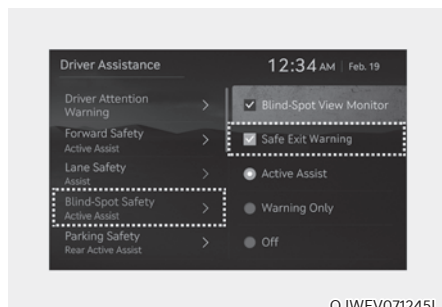 Driver Assistance
12:34 AM Feb. 19
Driver Attention
Warning
Forward Safety
Active Assist
Lane Safety
Assist
Blind-Spot Safety
Active Assist
Parking Safety
Rear Active Assist
Blind-Spot View Monitor
Safe Exit Warning
Active Assist
Warning Only
Off